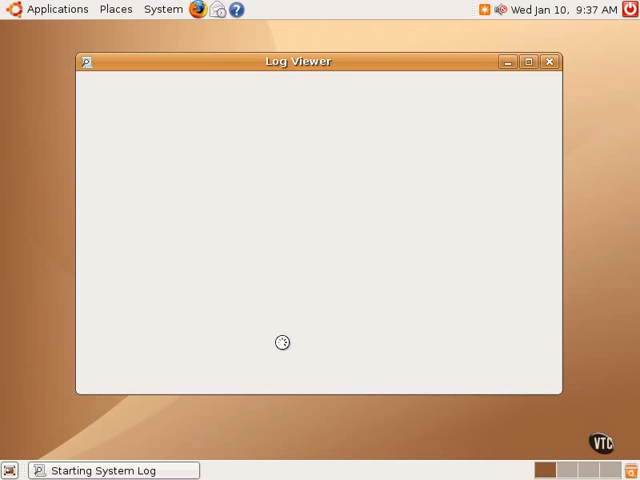 Applications Places System
Wed Jan 10, 9:37 AM
Log Viewer
VTC
Starting System Log